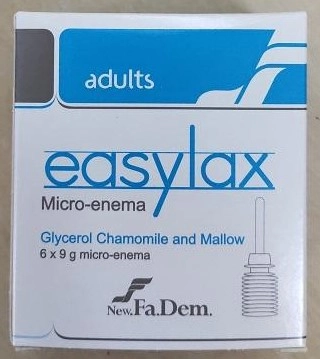 adults
easylax
Micro-enema
Glycerol Chamomile and Mallow
6 x 9 g micro-enema
New.Fa.Dem.